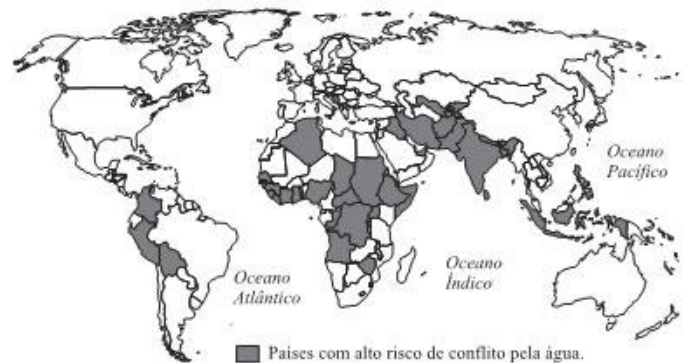 Oceano
Pacífico
Oceano
Atlântico
Oceano
Índico
Países com alto risco de conflito pela água.